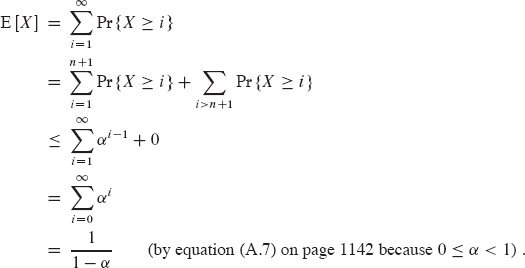 E [X] = ∑_{i=1}^{∞} Pr {X ≥ i}
= ∑_{i=1}^{n+1} Pr {X ≥ i} + ∑_{i>n+1} Pr {X ≥ i}
≤ ∑_{i=1}^{∞} α^{i−1} + 0
= ∑_{i=0}^{∞} α^{i}
= \frac{1}{1 − α} (by equation (A.7) on page 1142 because 0 ≤ α < 1) .